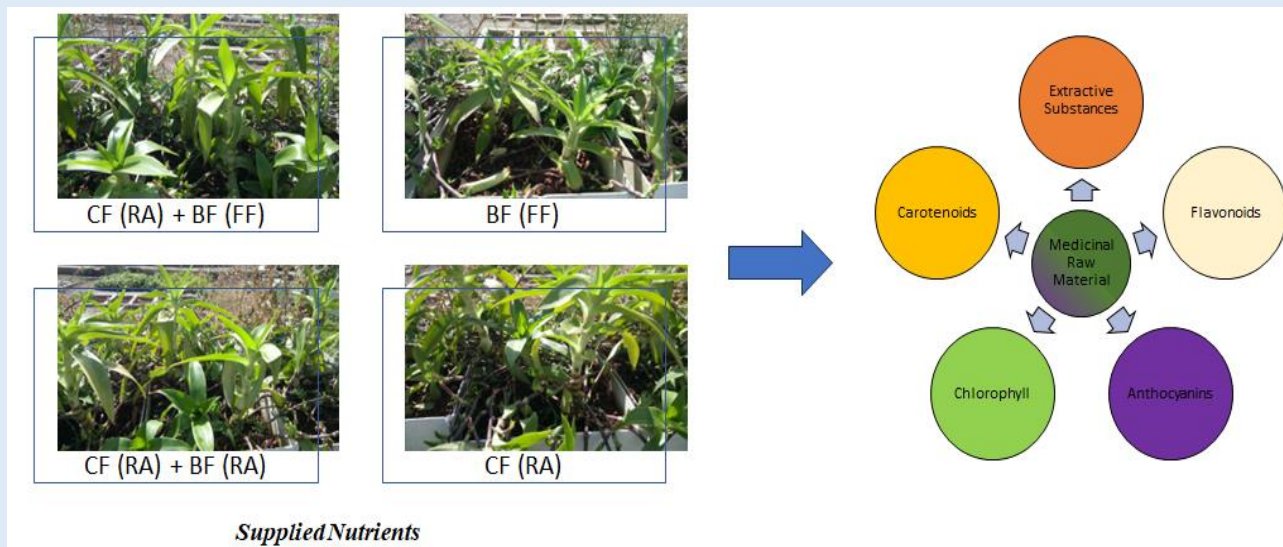 CF (RA) + BF (FF)
BF (FF)
CF (RA) + BF (RA)
CF (RA)
Supplied Nutrients
Extractive
Substances
Carotenoids
Flavonoids
Medicinal
Raw
Material
Chlorophyll
Anthocyanins